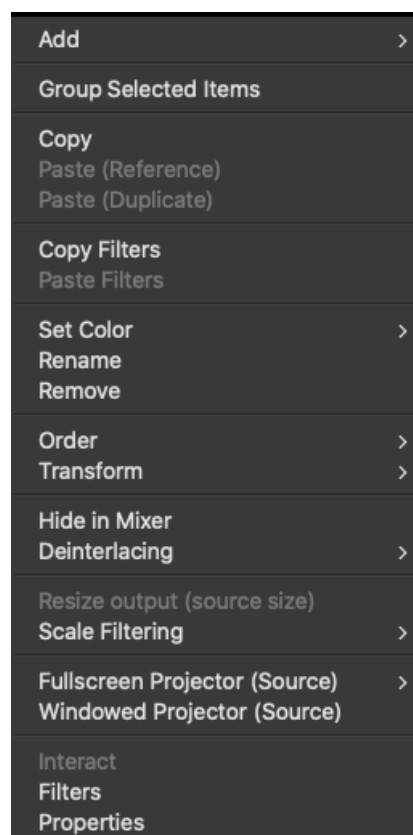 Add
Group Selected Items
Copy
Paste (Reference)
Paste (Duplicate)
Copy Filters
Paste Filters
Set Color
Rename
Remove
Order
Transform
Hide in Mixer
Deinterlacing
Resize output (source size)
Scale Filtering
Fullscreen Projector (Source)
Windowed Projector (Source)
Interact
Filters
Properties